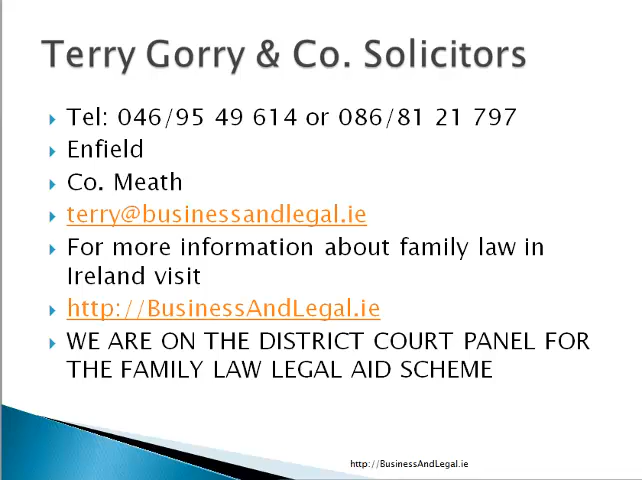 Terry Gorry & Co. Solicitors
Tel: 046/95 49 614 or 086/81 21 797
Enfield
Co. Meath
terry@businessandlegal.ie
For more information about family law in
Ireland visit
http://BusinessAndLegal.ie
WE ARE ON THE DISTRICT COURT PANEL FOR
THE FAMILY LAW LEGAL AID SCHEME
http://BusinessAndLegal.ie